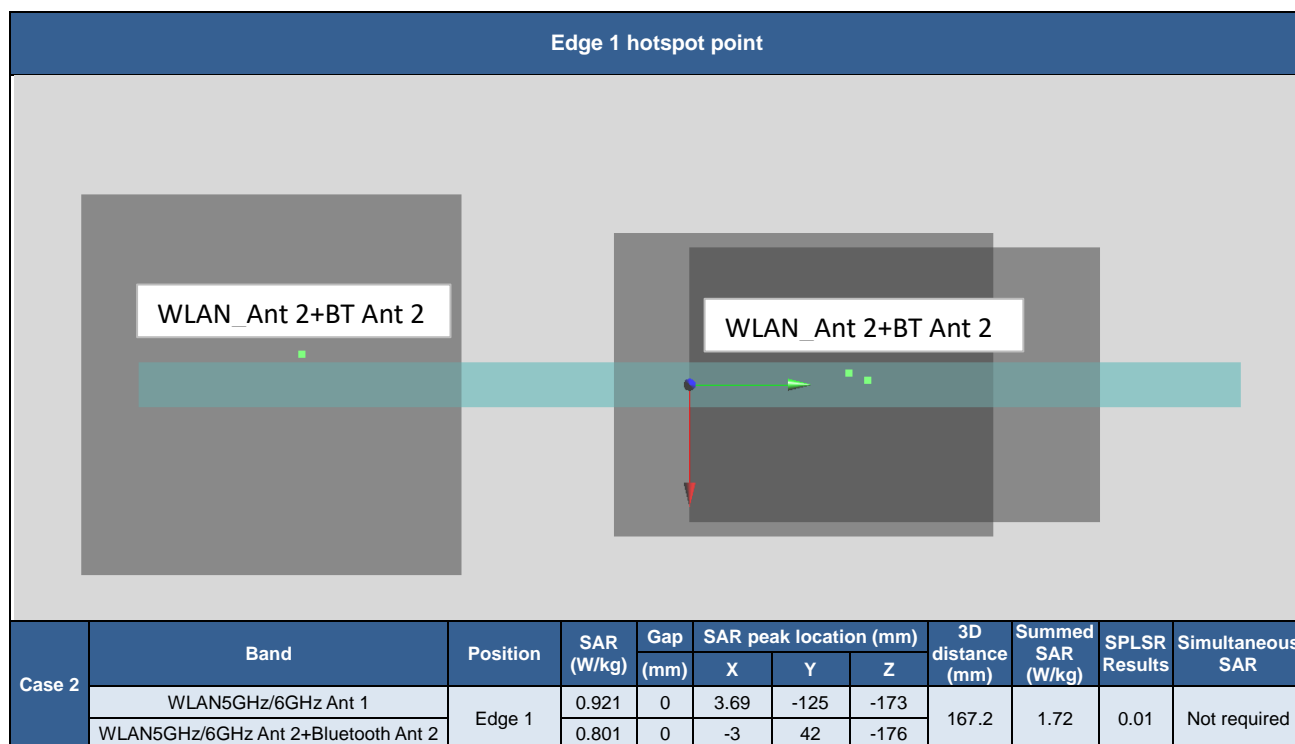 Edge 1 hotspot point
WLAN_Ant 2+BT Ant 2
WLAN_Ant 2+BT Ant 2
Case 2 Band Position SAR (W/kg) Gap (mm) SAR peak location (mm) X Y Z 3D distance (mm) Summed SAR (W/kg) SPLSR Results Simultaneous SAR
WLAN5GHz/6GHz Ant 1 Edge 1 0.921 0 3.69 -125 -173 167.2 1.72 0.01 Not required
WLAN5GHz/6GHz Ant 2+Bluetooth Ant 2 0.801 0 -3 42 -176